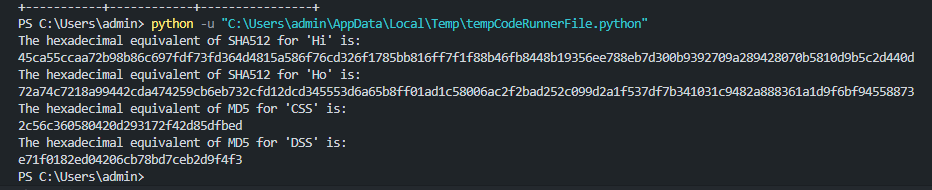 +-----------+------------+----------------+
PS C:\Users\admin> python -u "C:\Users\admin\AppData\Local\Temp\tempCodeRunnerFile.python"
The hexadecimal equivalent of SHA512 for 'Hi' is:
45ca55ccaa72b98b86c697fdf73fd364d4815a586f76cd326f1785bb816ff7f1f88b46fb8448b19356ee788eb7d300b9392709a289428070b5810d9b5c2d440d
The hexadecimal equivalent of SHA512 for 'Ho' is:
72a74c7218a99442cda474259cb6eb732cfd12dcd345553d6a65b8ff01ad1c58006ac2f2bad252c099d2a1f537df7b341031c9482a888361a1d9f6bf94558873
The hexadecimal equivalent of MD5 for 'CSS' is:
2c56c360580420d293172f42d85dfbed
The hexadecimal equivalent of MD5 for 'DSS' is:
e71f0182ed04206cb78bd7ceb2d9f4f3
PS C:\Users\admin>